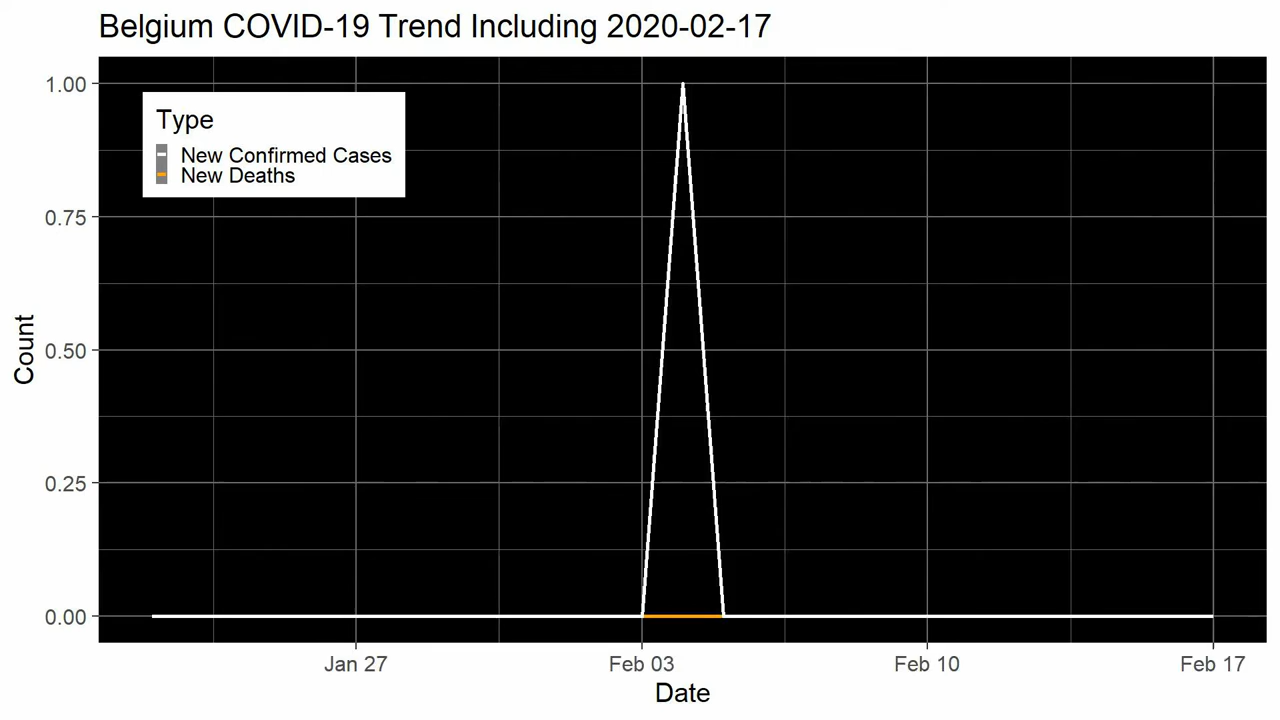 Belgium COVID-19 Trend Including 2020-02-17
1.00
Type
New Confirmed Cases
New Deaths
0.75
Count
0.50
0.25
0.00
Jan 27 Feb 03 Feb 10 Feb 17
Date